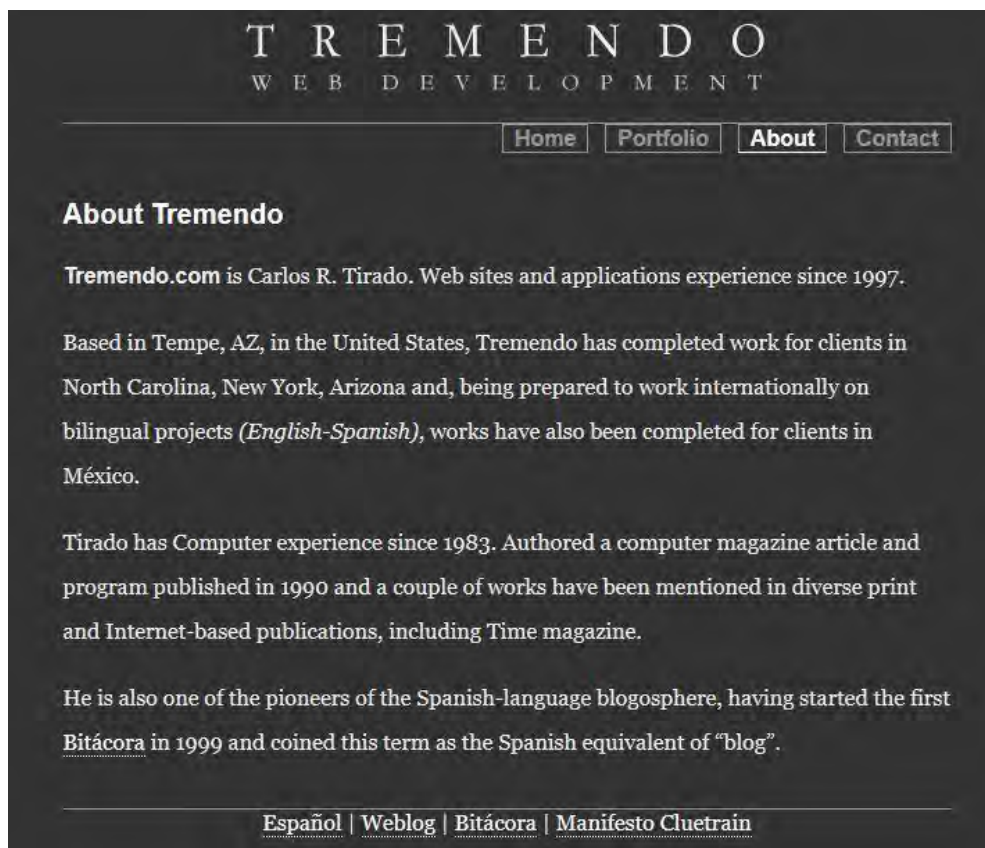 TREMENDO
WEB DEVELOPMENT
Home Portfolio About Contact
About Tremendo
Tremendo.com is Carlos R. Tirado. Web sites and applications experience since 1997.
Based in Tempe, AZ, in the United States, Tremendo has completed work for clients in
North Carolina, New York, Arizona and, being prepared to work internationally on
bilingual projects (English-Spanish), works have also been completed for clients in
México.
Tirado has Computer experience since 1983. Authored a computer magazine article and
program published in 1990 and a couple of works have been mentioned in diverse print
and Internet-based publications, including Time magazine.
He is also one of the pioneers of the Spanish-language blogosphere, having started the first
Bitácora in 1999 and coined this term as the Spanish equivalent of “blog”.
Español | Weblog | Bitácora | Manifesto Cluetrain